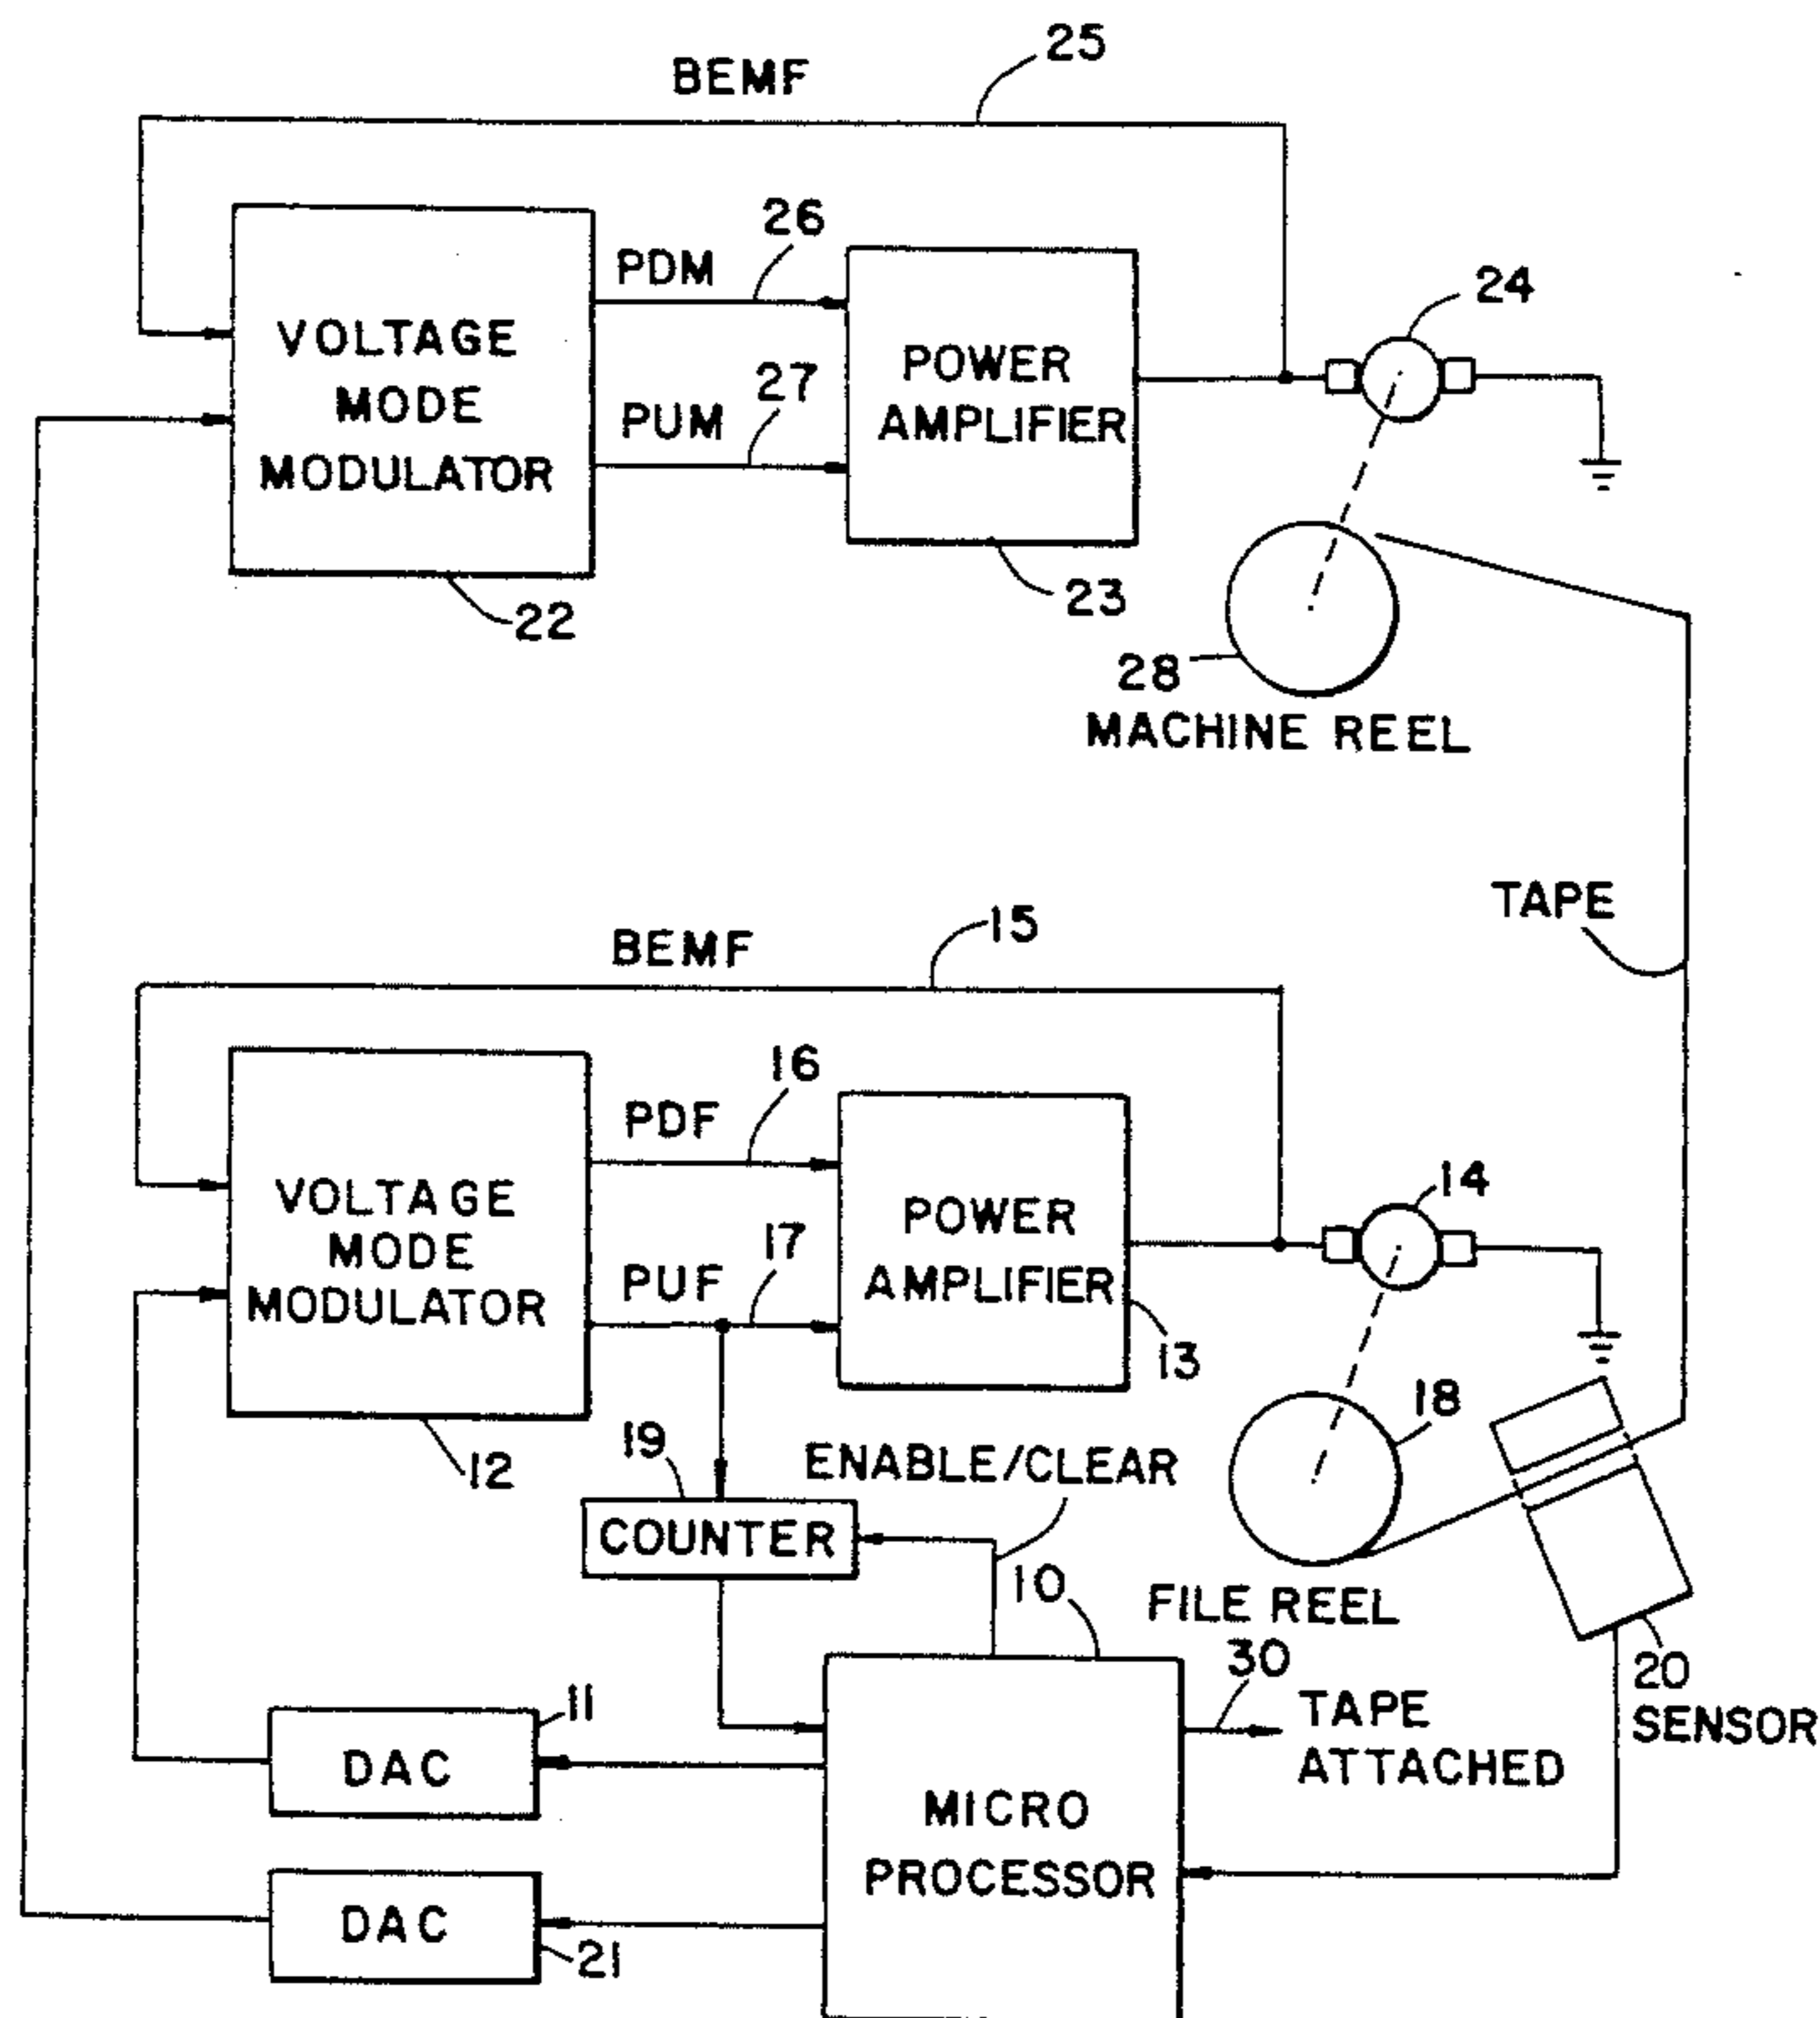 25
BEMF
26
PDM
24
VOLTAGE
MODE
MODULATOR
27
PUM
POWER
AMPLIFIER
22
23
28
MACHINE REEL
TAPE
15
BEMF
16
PDF
14
VOLTAGE
MODE
MODULATOR
17
PUF
POWER
AMPLIFIER
13
18
12
19
ENABLE/CLEAR
COUNTER
10
FILE REEL
30
20
SENSOR
11
DAC
TAPE
ATTACHED
MICRO
PROCESSOR
DAC
21